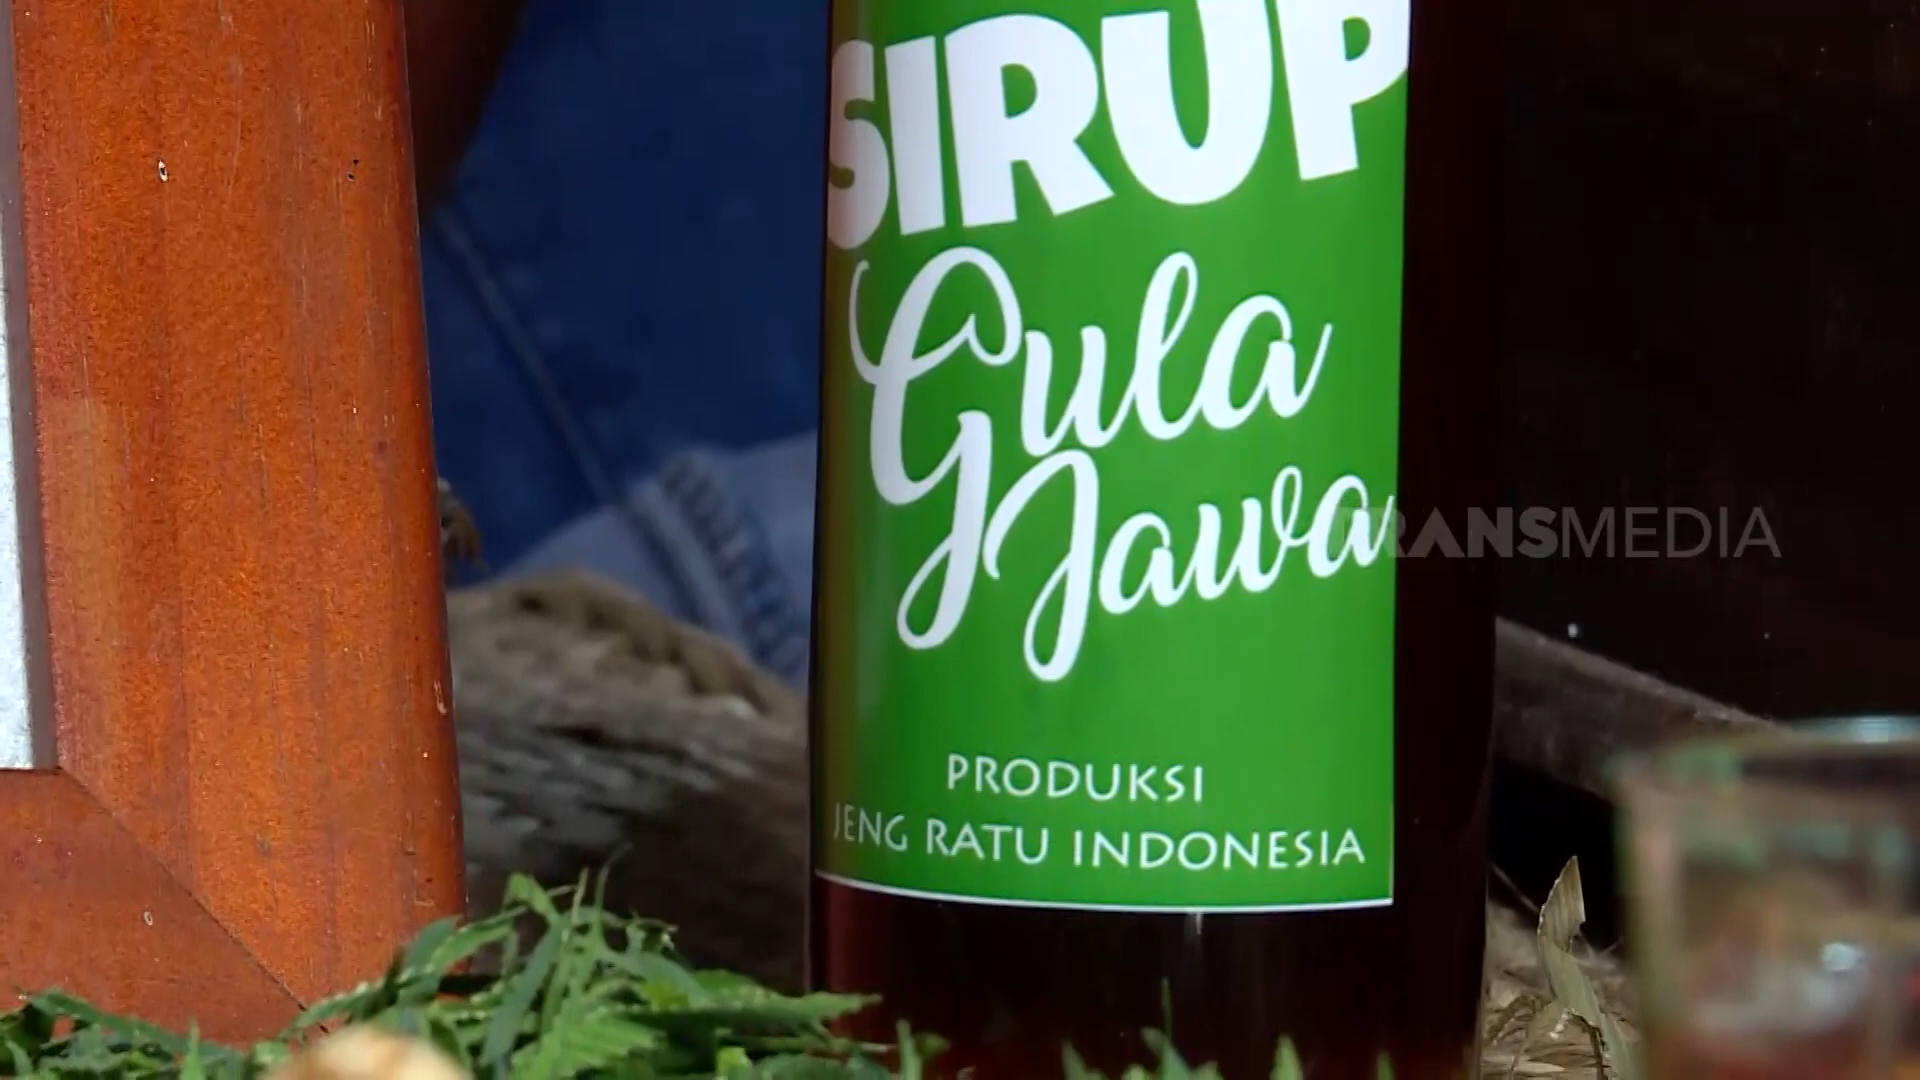 SIRUP
Gula
Jawa
TRANSMEDIA
PRODUKSI
JENG RATU INDONESIA